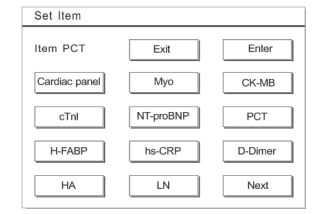 Set Item
Item PCT Exit Enter
Cardiac panel Myo CK-MB
cTnI NT-proBNP PCT
H-FABP hs-CRP D-Dimer
HA LN Next